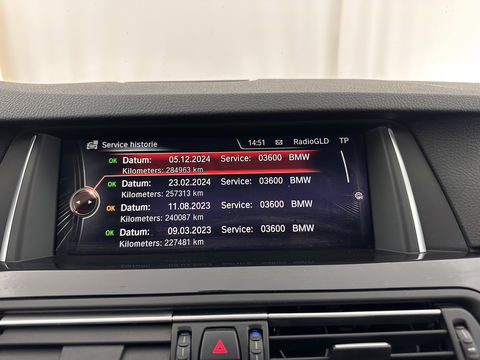 Service historie 14:51 RadioGLD TP
OK Datum: 05.12.2024 Service: 03600 BMW
Kilometers: 284963 km
OK Datum: 23.02.2024 Service: 03600 BMW
Kilometers: 257313 km
OK Datum: 11.08.2023 Service: 03600 BMW
Kilometers: 240087 km
OK Datum: 09.03.2023 Service: 03600 BMW
Kilometers: 227481 km